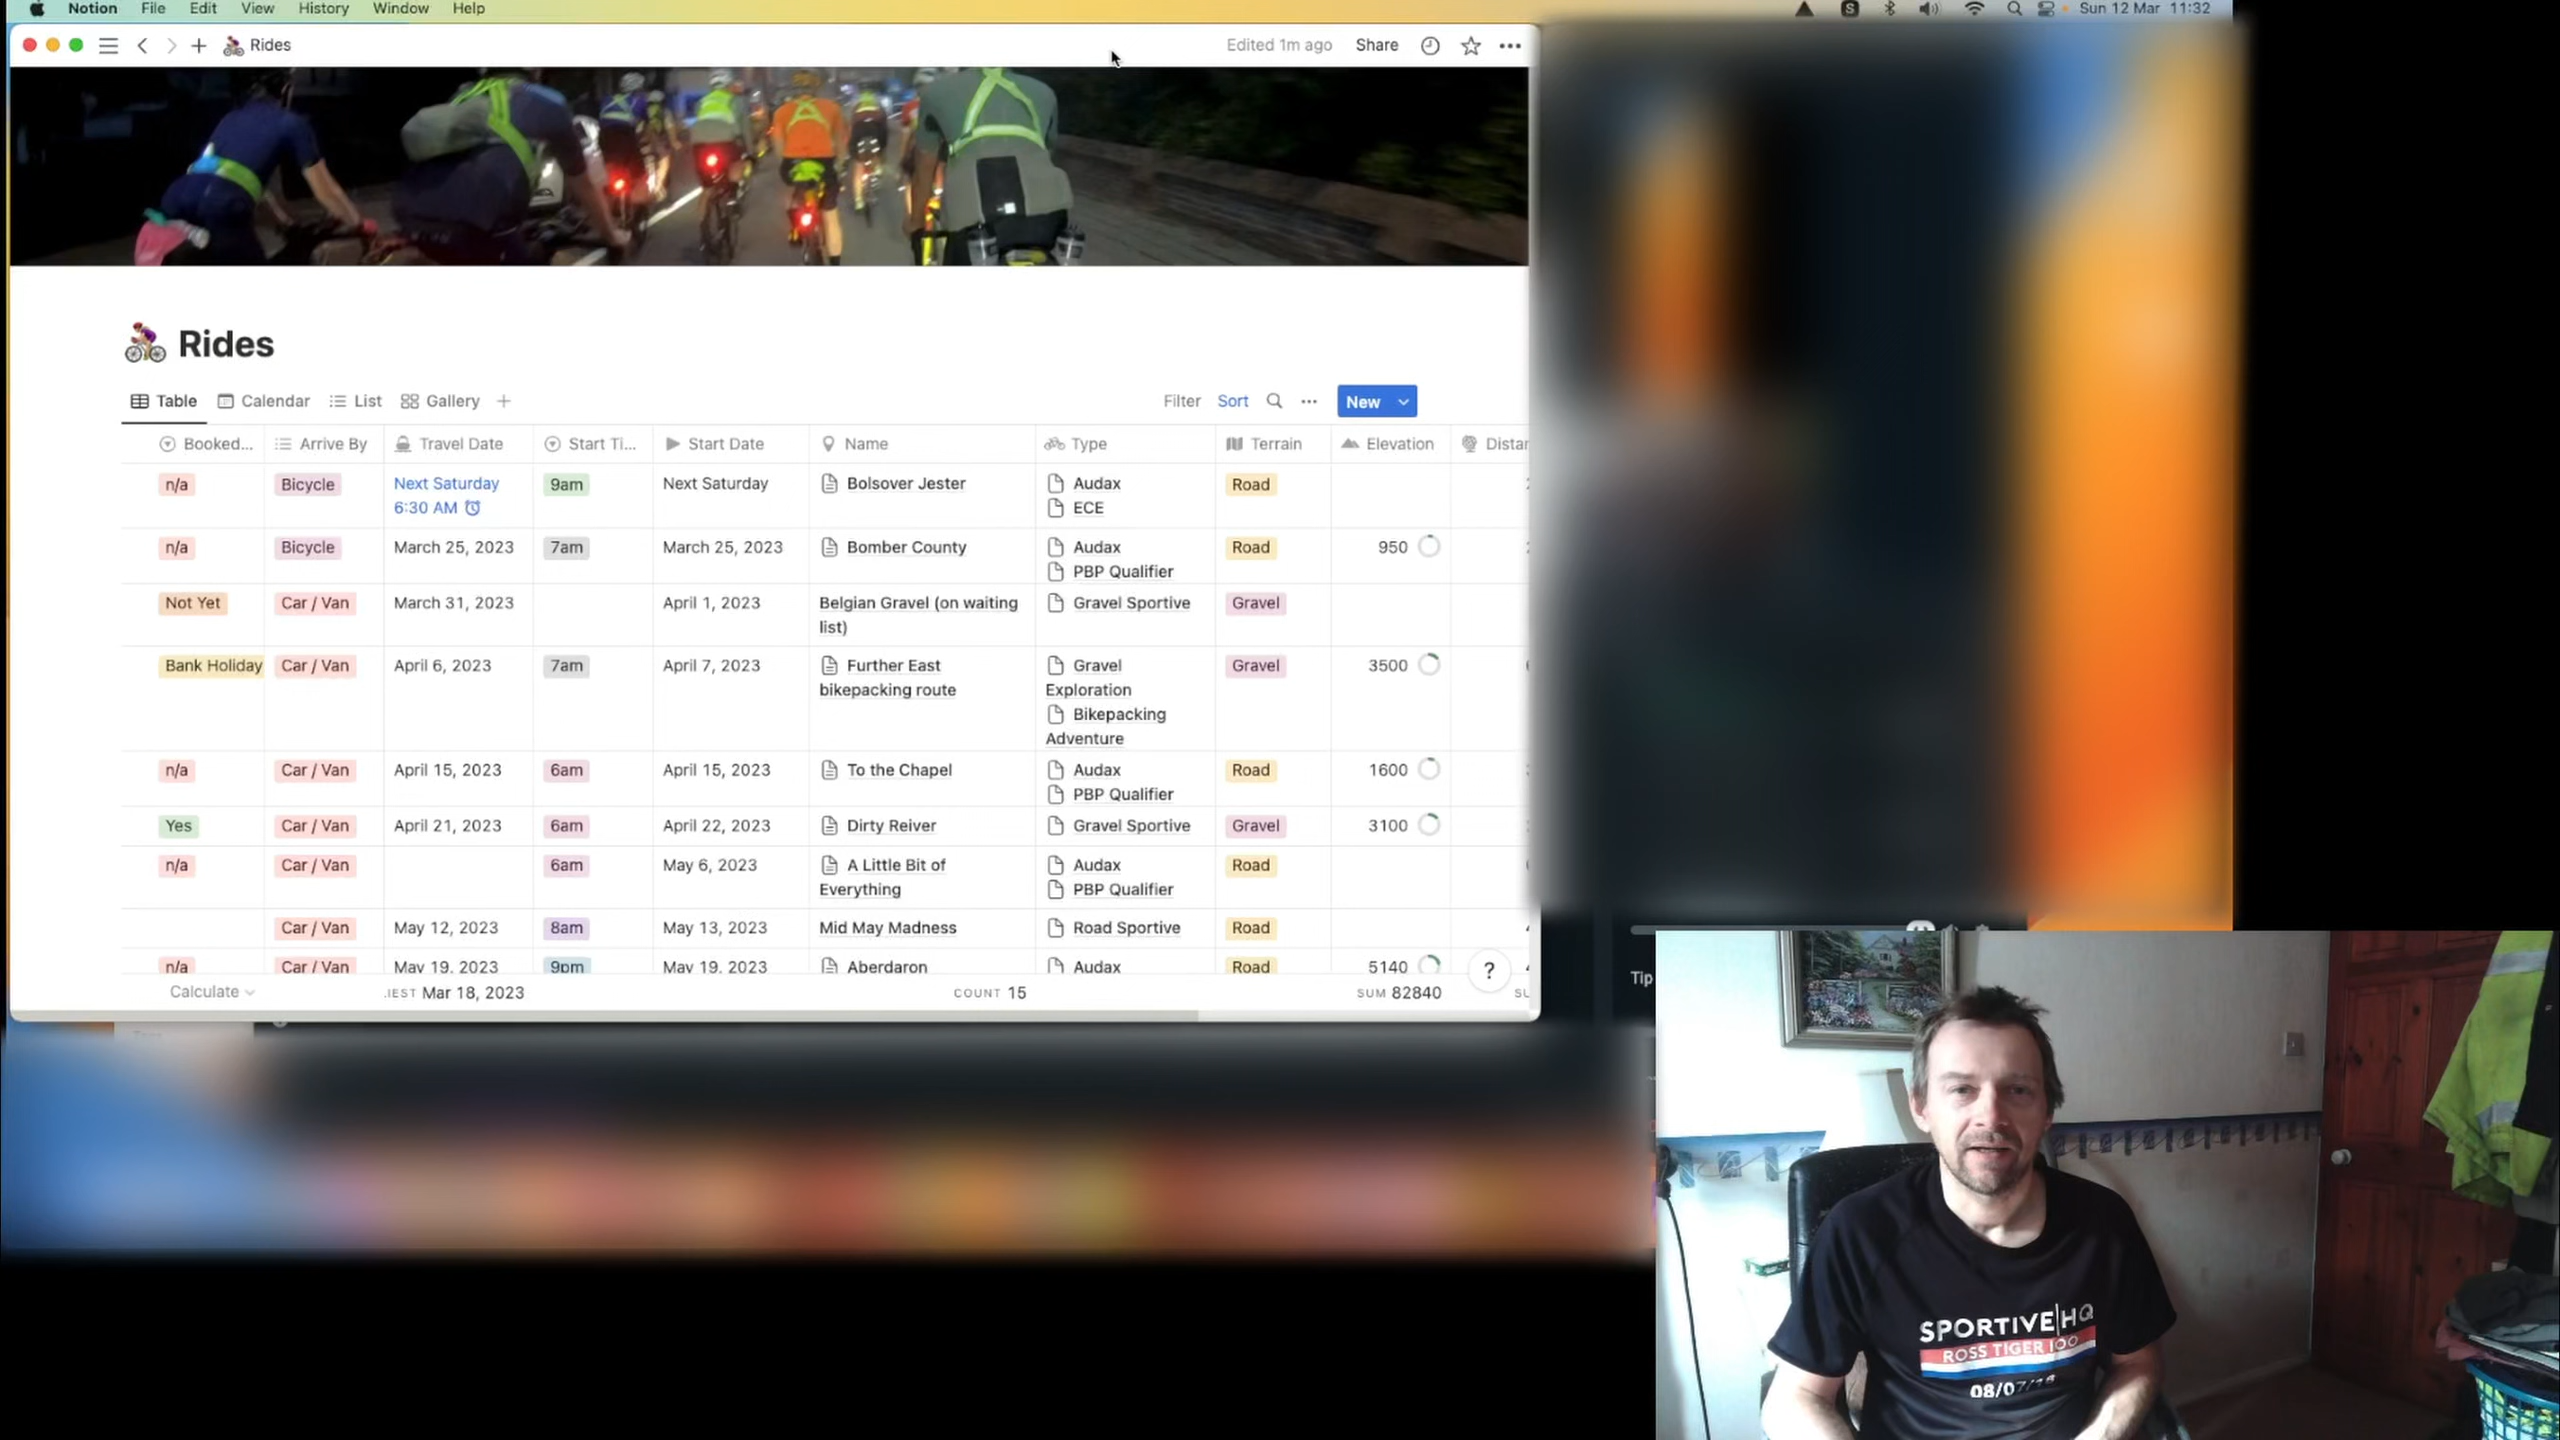 Notion File Edit View History Window Help
Sun 12 Mar 11:32
Rides
Edited 1m ago Share
Rides
Table Calendar List Gallery
Filter Sort New
Booked... Arrive By Travel Date Start Ti... Start Date Name Type Terrain Elevation Distan
n/a Bicycle Next Saturday 9am Next Saturday Bolsover Jester Audax Road
6:30 AM ECE
n/a Bicycle March 25, 2023 7am March 25, 2023 Bomber County Audax Road 950
PBP Qualifier
Not Yet Car / Van March 31, 2023 April 1, 2023 Belgian Gravel (on waiting Gravel Sportive Gravel
list)
Bank Holiday Car / Van April 6, 2023 7am April 7, 2023 Further East Gravel Gravel 3500
bikepacking route Exploration
Bikepacking
Adventure
n/a Car / Van April 15, 2023 6am April 15, 2023 To the Chapel Audax Road 1600
PBP Qualifier
Yes Car / Van April 21, 2023 6am April 22, 2023 Dirty Reiver Gravel Sportive Gravel 3100
n/a Car / Van 6am May 6, 2023 A Little Bit of Audax Road
Everything PBP Qualifier
Car / Van May 12, 2023 8am May 13, 2023 Mid May Madness Road Sportive Road
n/a Car / Van May 19, 2023 9pm May 19, 2023 Aberdaron Audax Road 5140
?
Calculate IEST Mar 18, 2023 COUNT 15 SUM 82840 SU
Tip
SPORTIVE HQ
ROSS TIGER 100